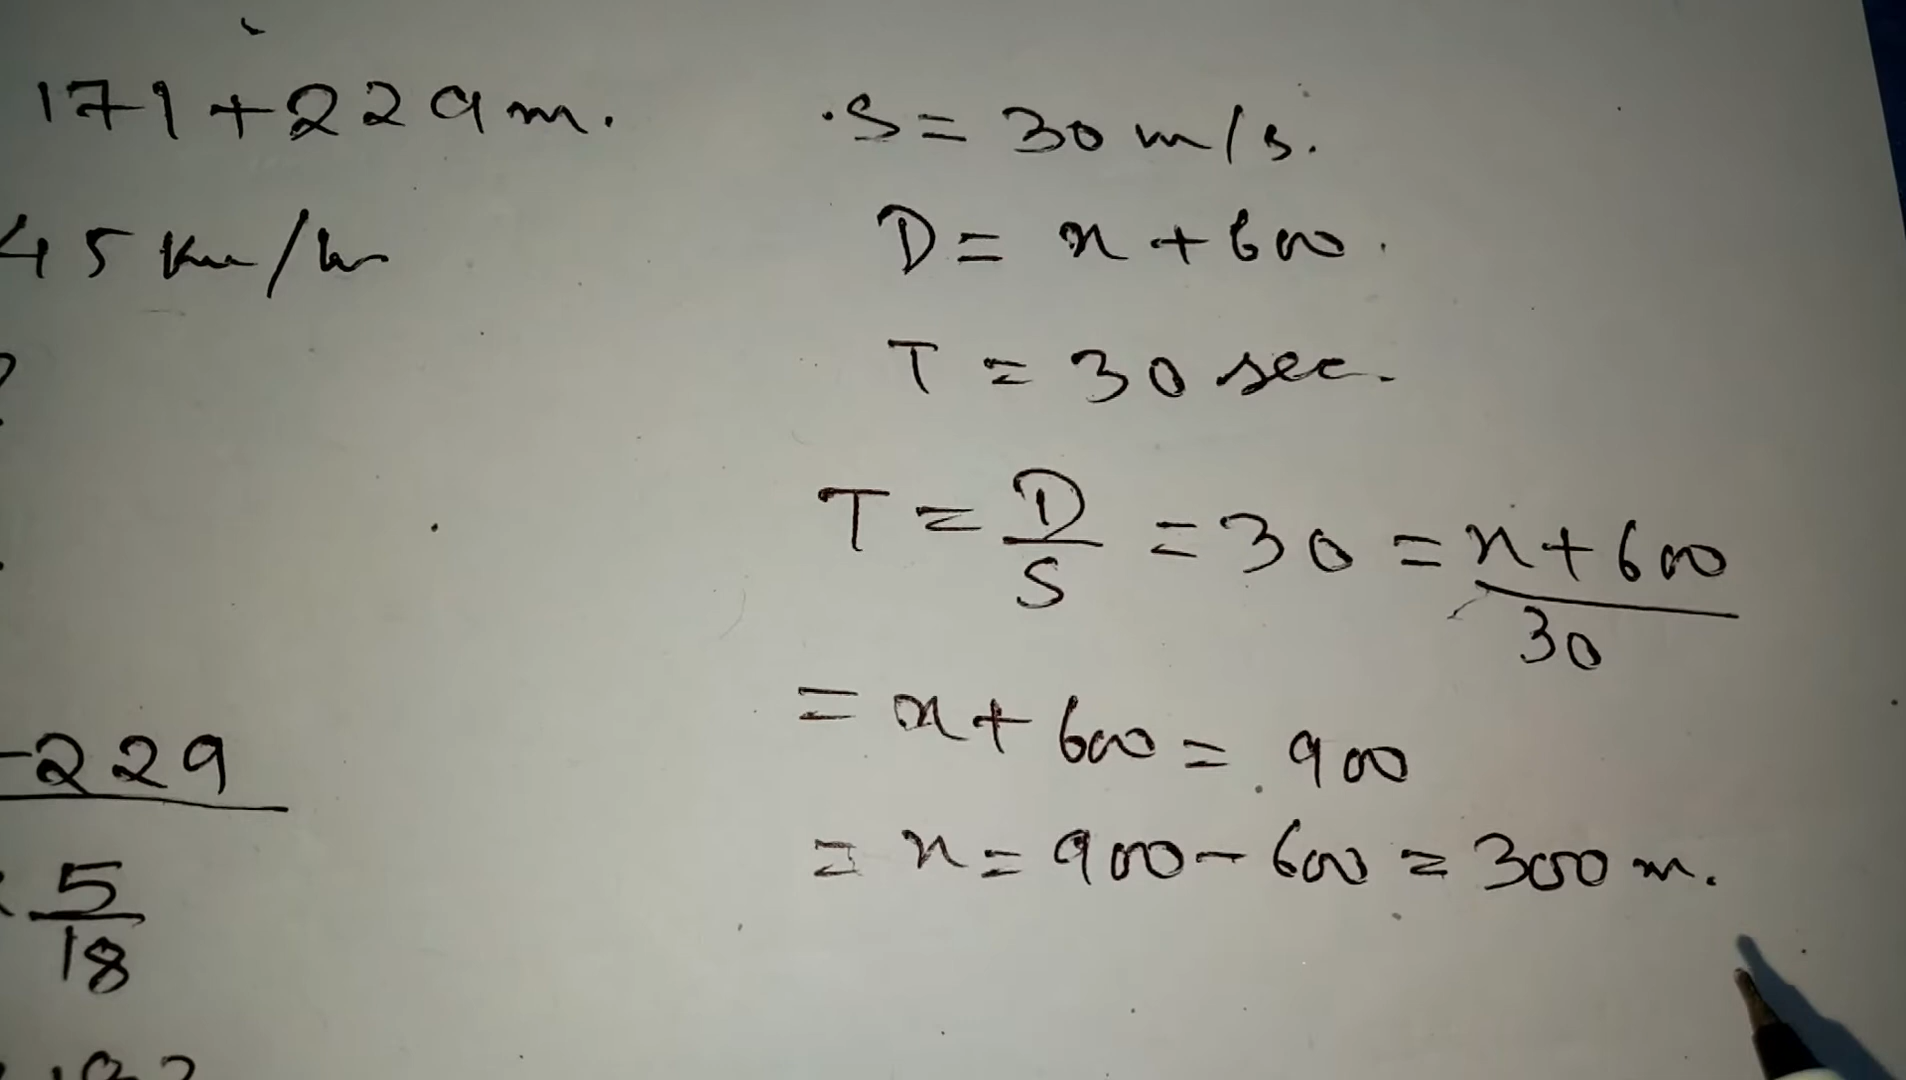 171+229m.
45 km/hr
?
-229
5
18
S = 30 m/s.
D = x + 600.
T = 30 sec.
T = D/S = 30 = x+600/30
= x + 600 = 900
= x = 900 - 600 = 300 m.